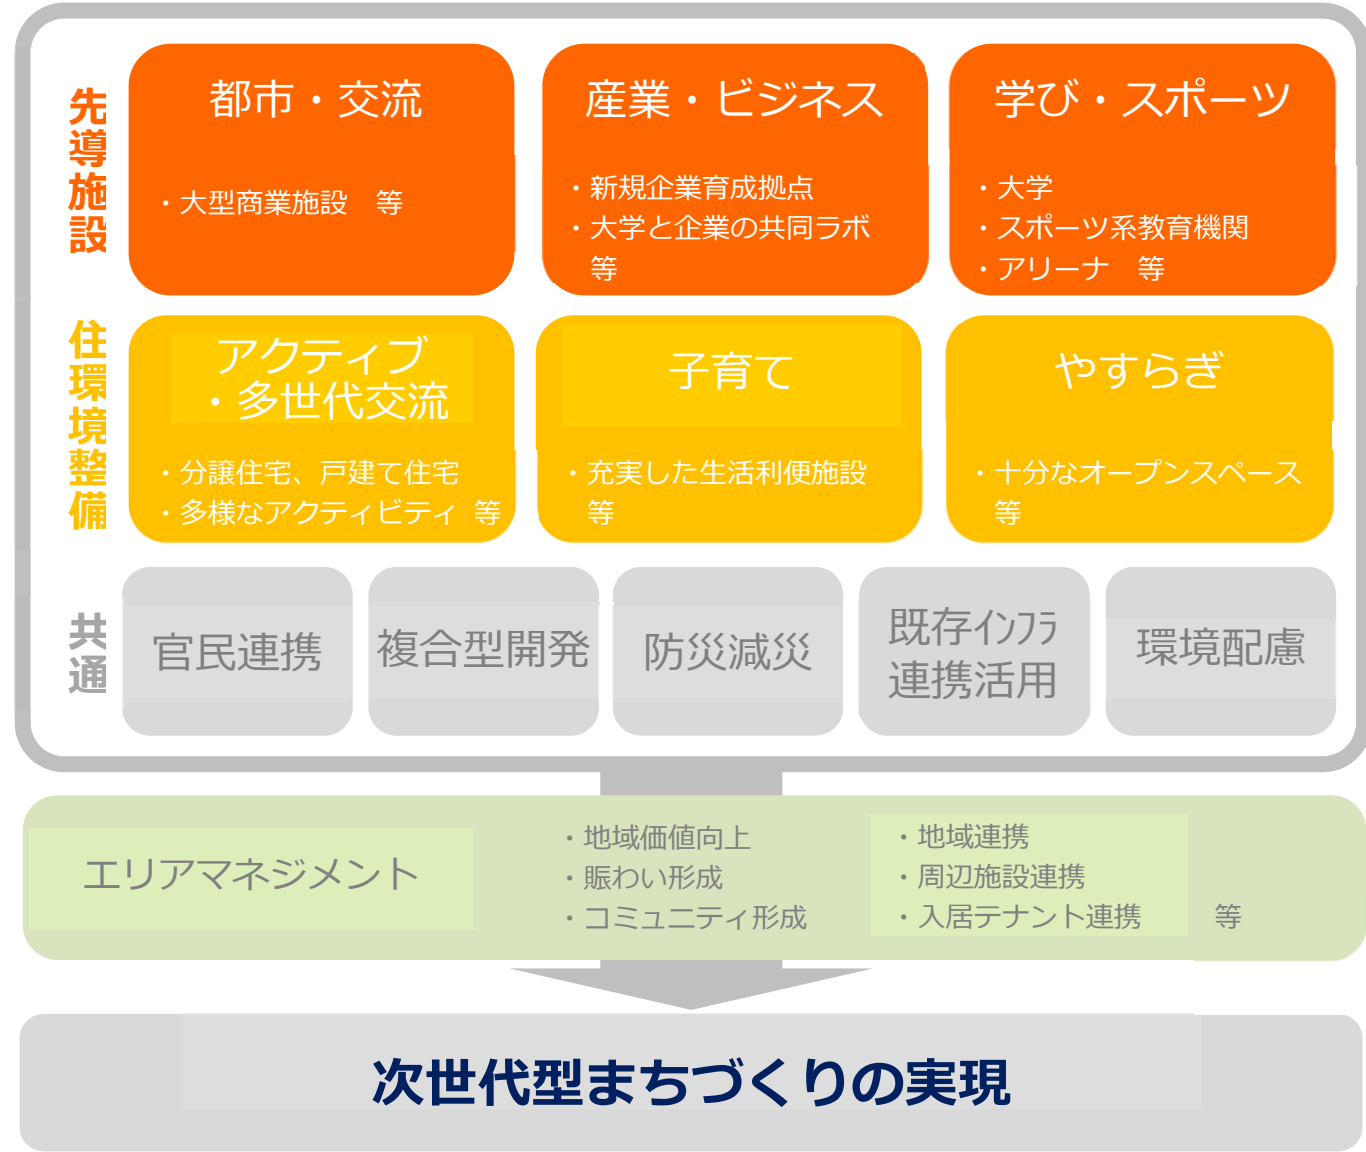 先導施設
都市・交流
・大型商業施設　等
産業・ビジネス
・新規企業育成拠点
・大学と企業の共同ラボ
等
学び・スポーツ
・大学
・スポーツ系教育機関
・アリーナ　等
住環境整備
アクティブ
・多世代交流
・分譲住宅、戸建て住宅
・多様なアクティビティ 等
子育て
・充実した生活利便施設
等
やすらぎ
・十分なオープンスペース
等
共通
官民連携
複合型開発
防災減災
既存ｲﾝﾌﾗ
連携活用
環境配慮
エリアマネジメント
・地域価値向上
・賑わい形成
・コミュニティ形成
・地域連携
・周辺施設連携
・入居テナント連携　　等
次世代型まちづくりの実現